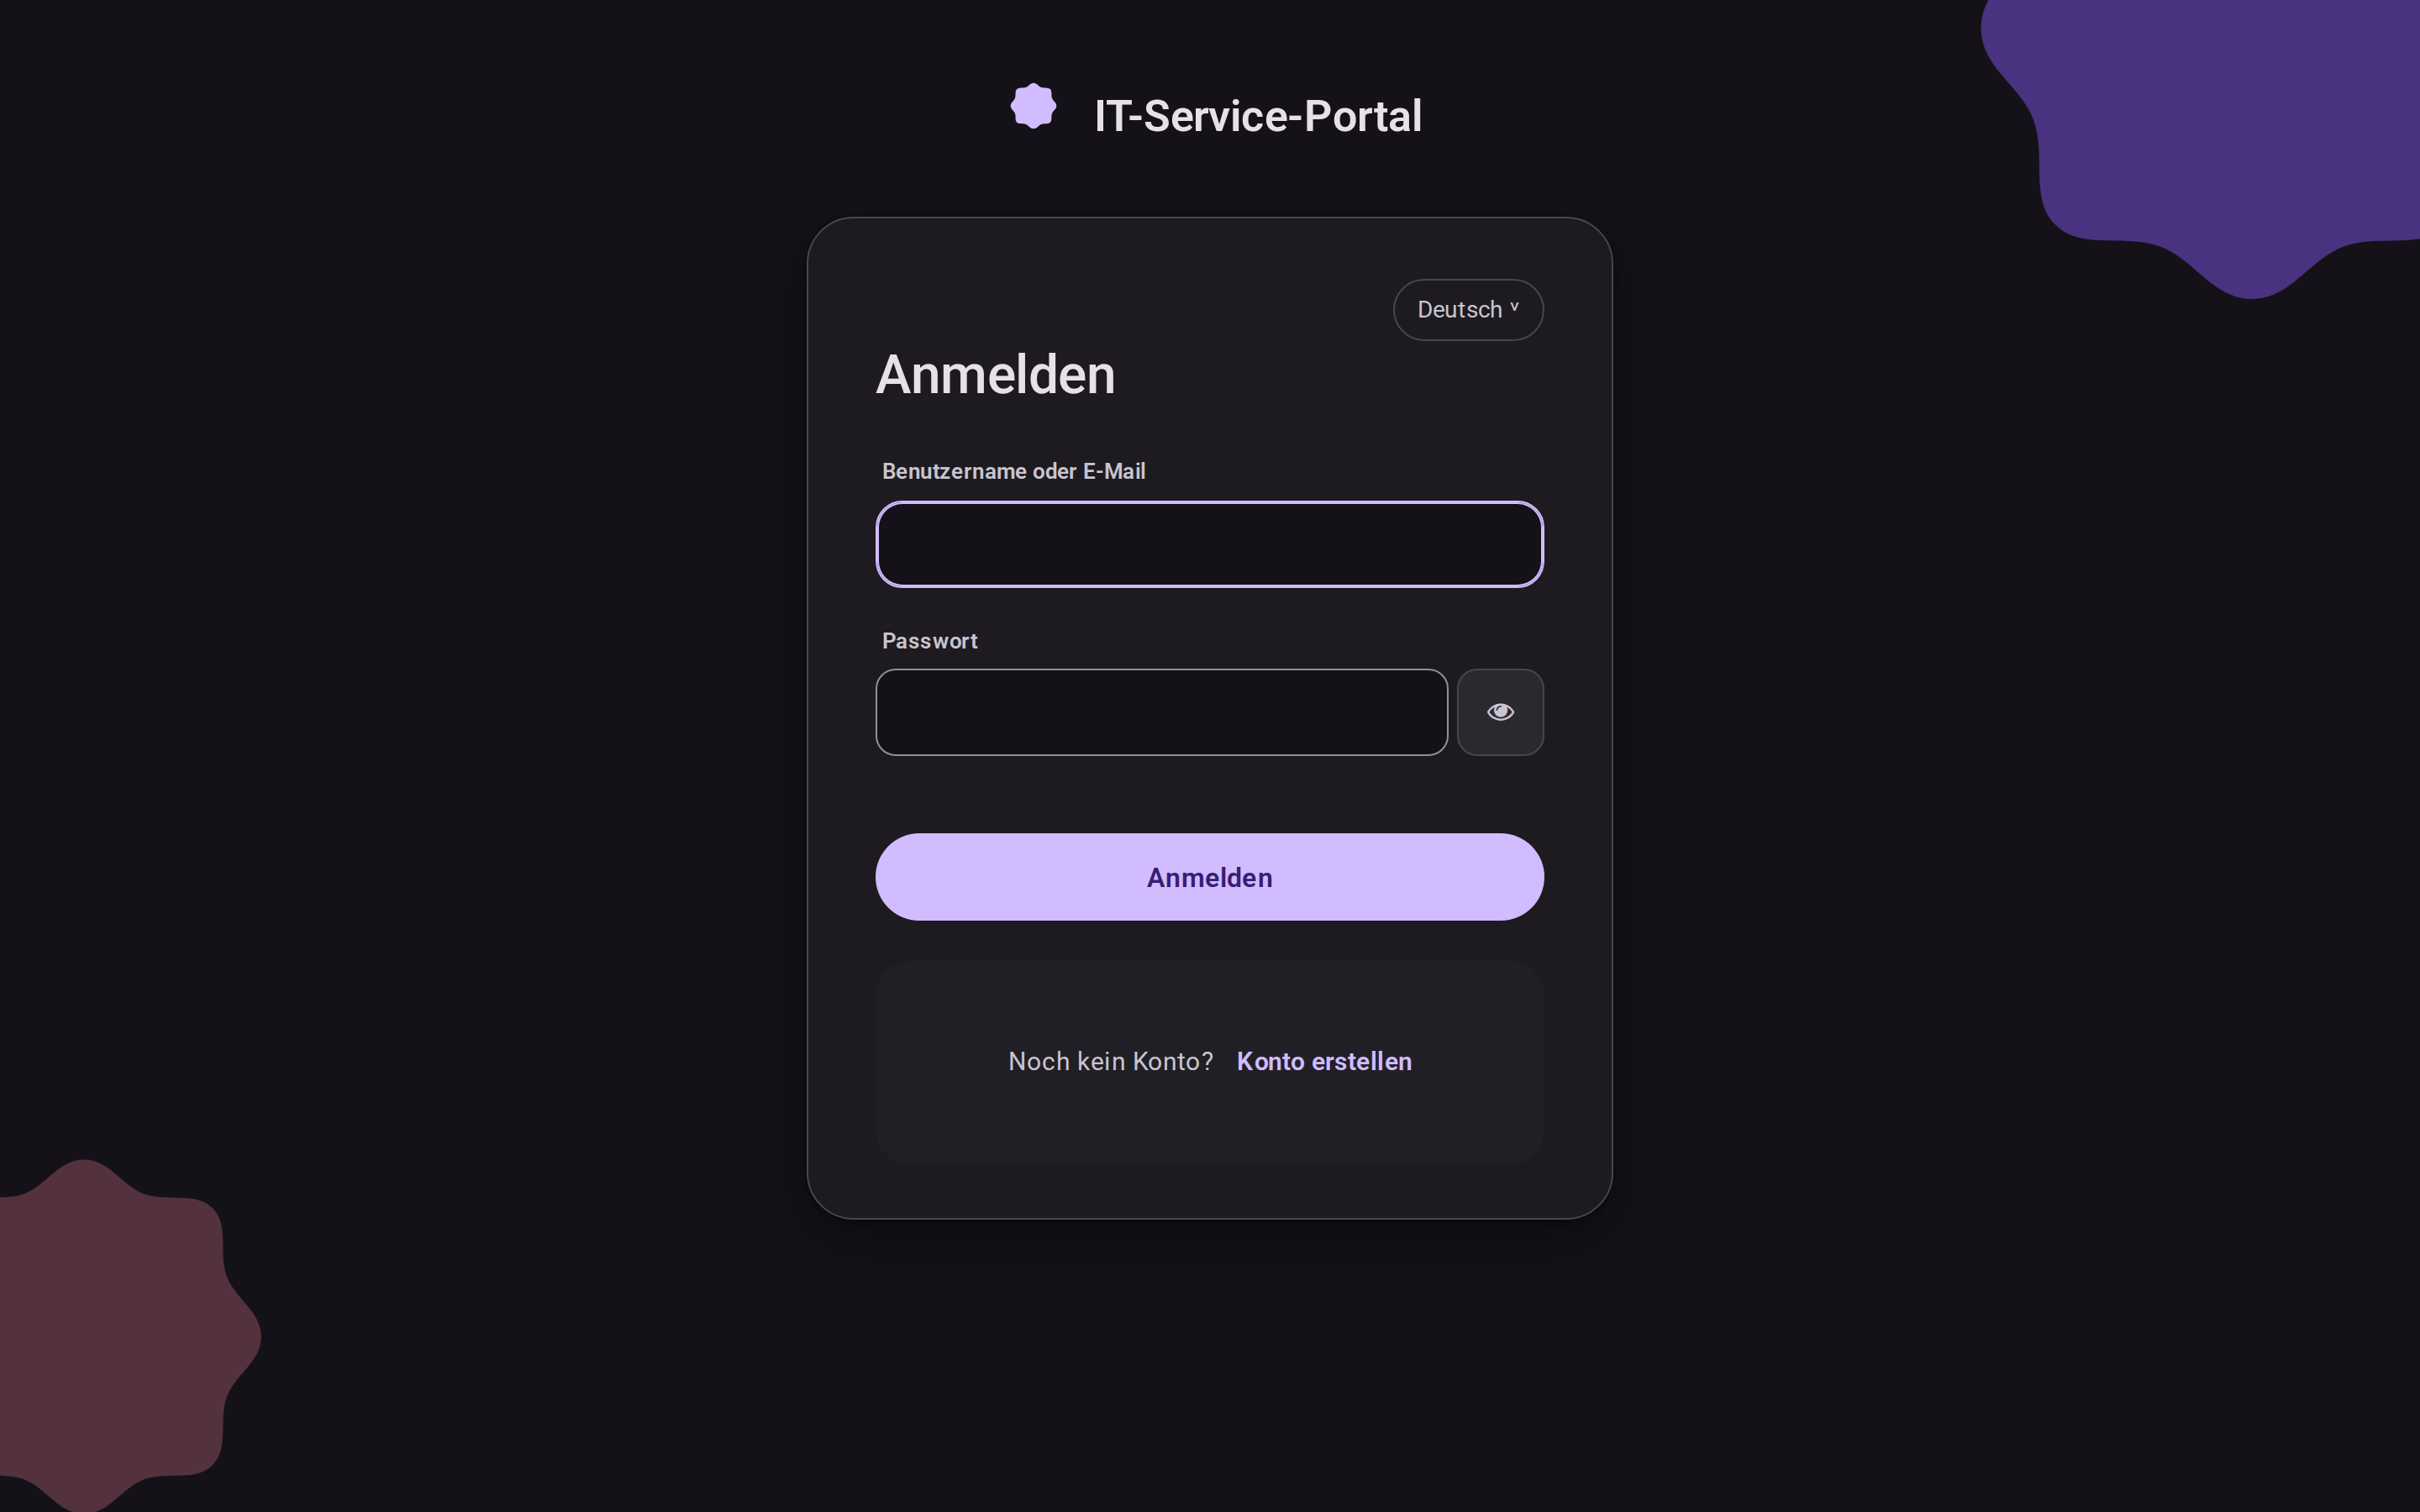 IT-Service-Portal
Deutsch
Anmelden
Benutzername oder E-Mail
Passwort
Anmelden
Noch kein Konto? Konto erstellen